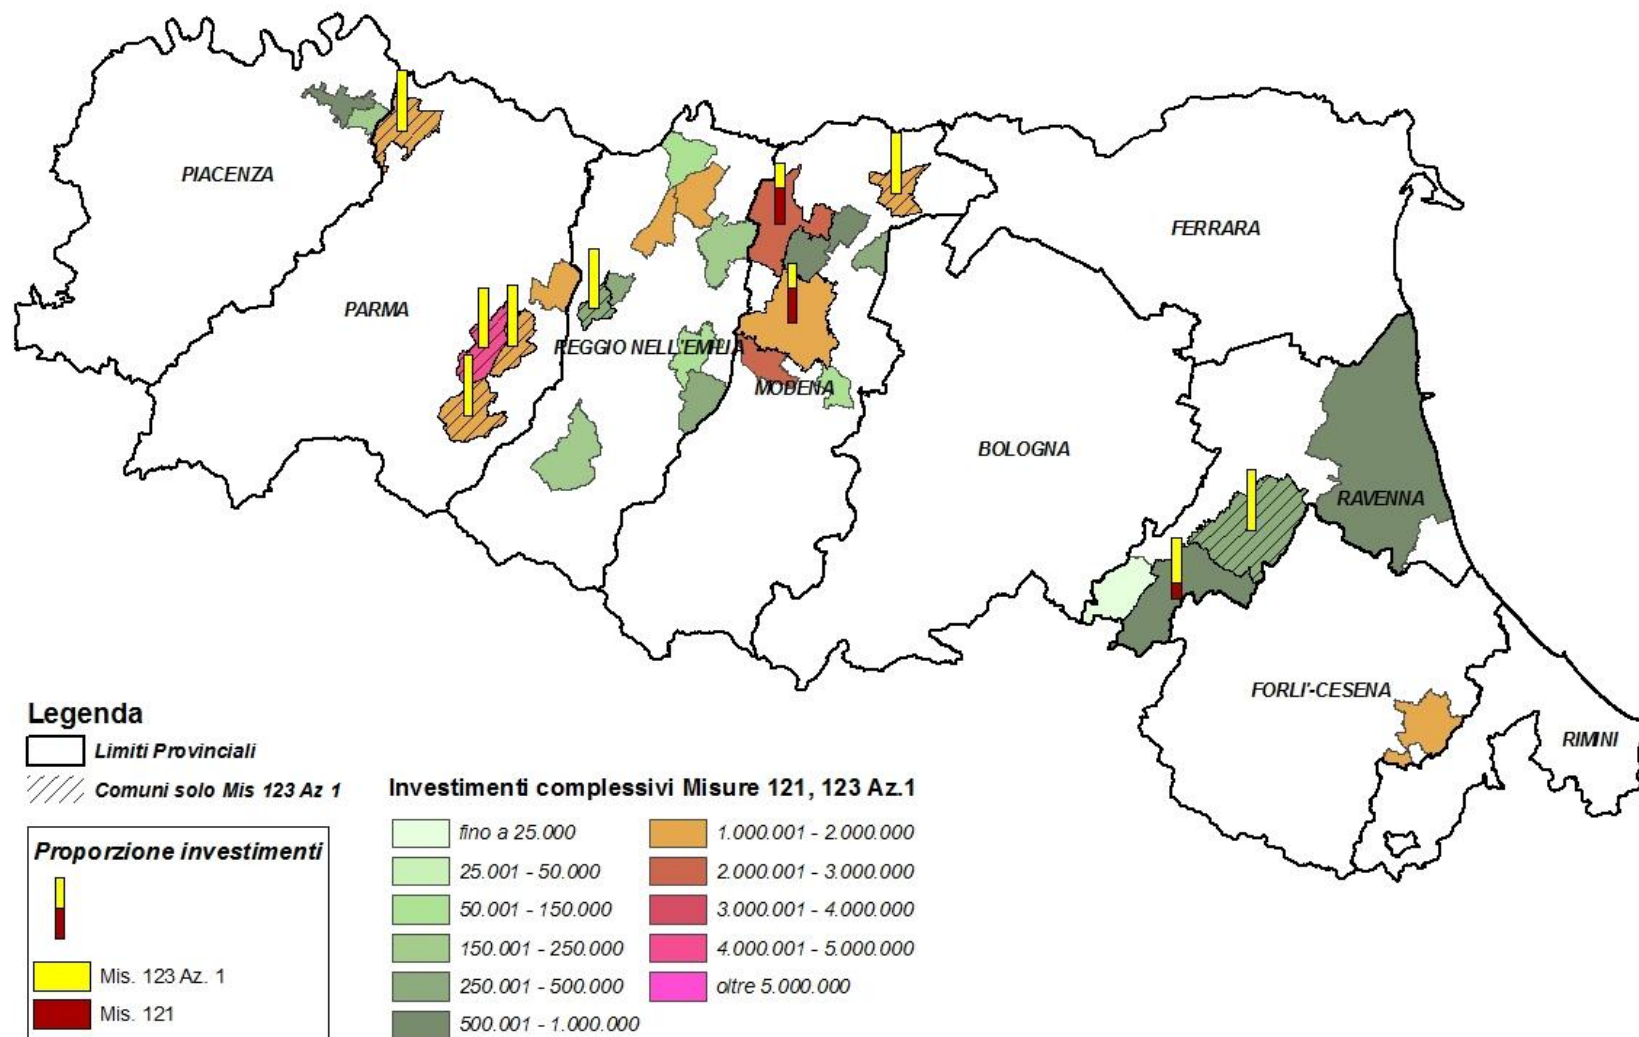 PIACENZA
FERRARA
PARMA
REGGIO NELL'EMILIA
MODENA
BOLOGNA
RAVENNA
FORLI'-CESENA
RIMINI
Legenda
Limiti Provinciali
Comuni solo Mis 123 Az 1
Proporzione investimenti
Mis. 123 Az. 1
Mis. 121
Investimenti complessivi Misure 121, 123 Az.1
fino a 25.000
25.001 - 50.000
50.001 - 150.000
150.001 - 250.000
250.001 - 500.000
500.001 - 1.000.000
1.000.001 - 2.000.000
2.000.001 - 3.000.000
3.000.001 - 4.000.000
4.000.001 - 5.000.000
oltre 5.000.000